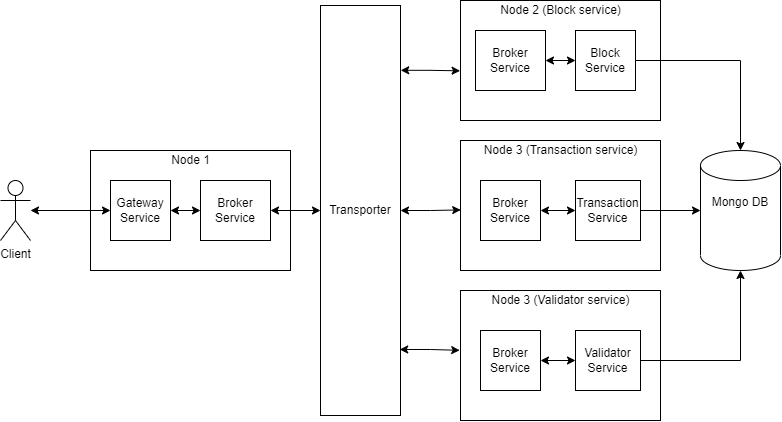 Node 2 (Block service)
Broker
Service
Block
Service
Node 1
Gateway
Service
Broker
Service
Client
Transporter
Node 3 (Transaction service)
Broker
Service
Transaction
Service
Mongo DB
Node 3 (Validator service)
Broker
Service
Validator
Service